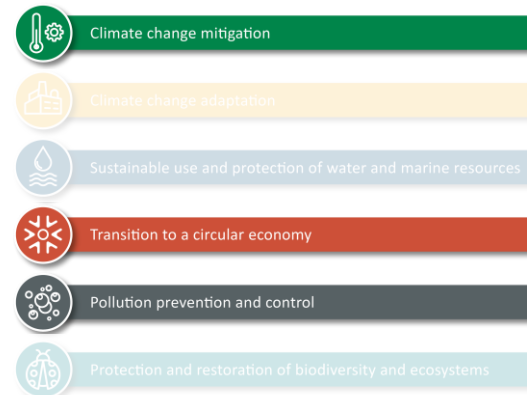 Climate change mitigation
Climate change adaptation
Sustainable use and protection of water and marine resources
Transition to a circular economy
Pollution prevention and control
Protection and restoration of biodiversity and ecosystems